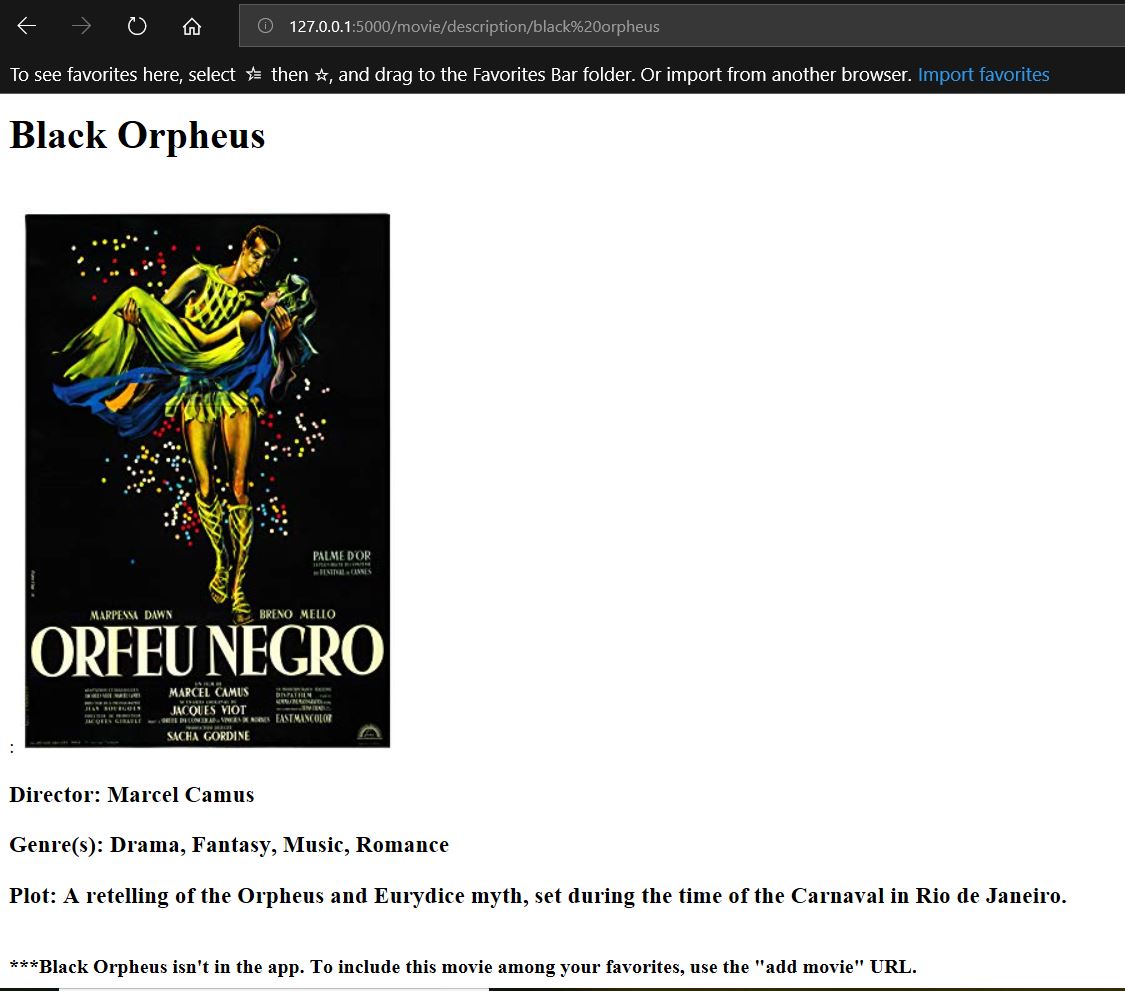 127.0.0.1:5000/movie/description/black%20orpheus
To see favorites here, select then , and drag to the Favorites Bar folder. Or import from another browser. Import favorites
Black Orpheus
PALME D'OR
MARPESSA DAWN BRENO MELLO
ORFEU NEGRO
UN FILM DE
MARCEL CAMUS
JACQUES VIOT
DISPATFILM
EASTMANCOLOR
SACHA GORDINE
:
Director: Marcel Camus
Genre(s): Drama, Fantasy, Music, Romance
Plot: A retelling of the Orpheus and Eurydice myth, set during the time of the Carnaval in Rio de Janeiro.
***Black Orpheus isn't in the app. To include this movie among your favorites, use the "add movie" URL.